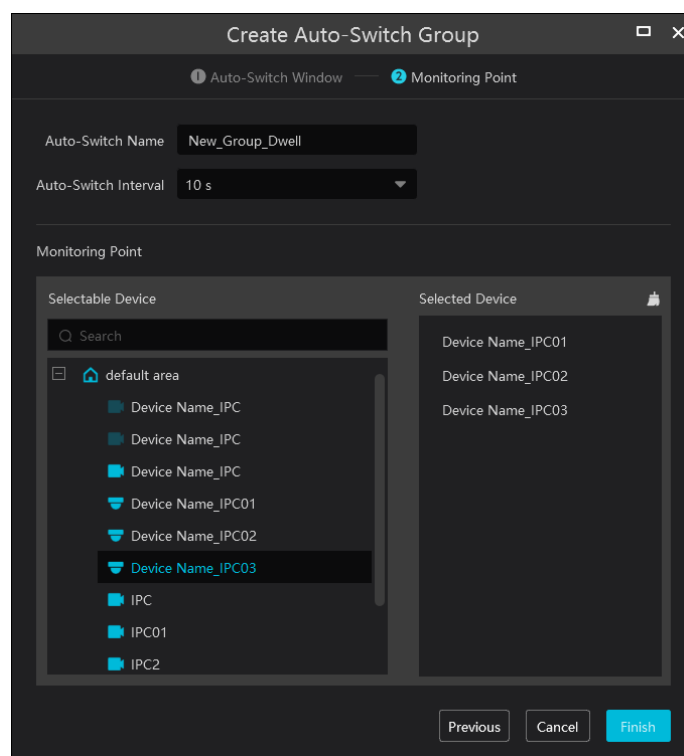 Create Auto-Switch Group
1 Auto-Switch Window 2 Monitoring Point
Auto-Switch Name New_Group_Dwell
Auto-Switch Interval 10 s
Monitoring Point
Selectable Device
Search
default area
Device Name_IPC
Device Name_IPC
Device Name_IPC
Device Name_IPC01
Device Name_IPC02
Device Name_IPC03
IPC
IPC01
IPC2
Selected Device
Device Name_IPC01
Device Name_IPC02
Device Name_IPC03
Previous Cancel Finish